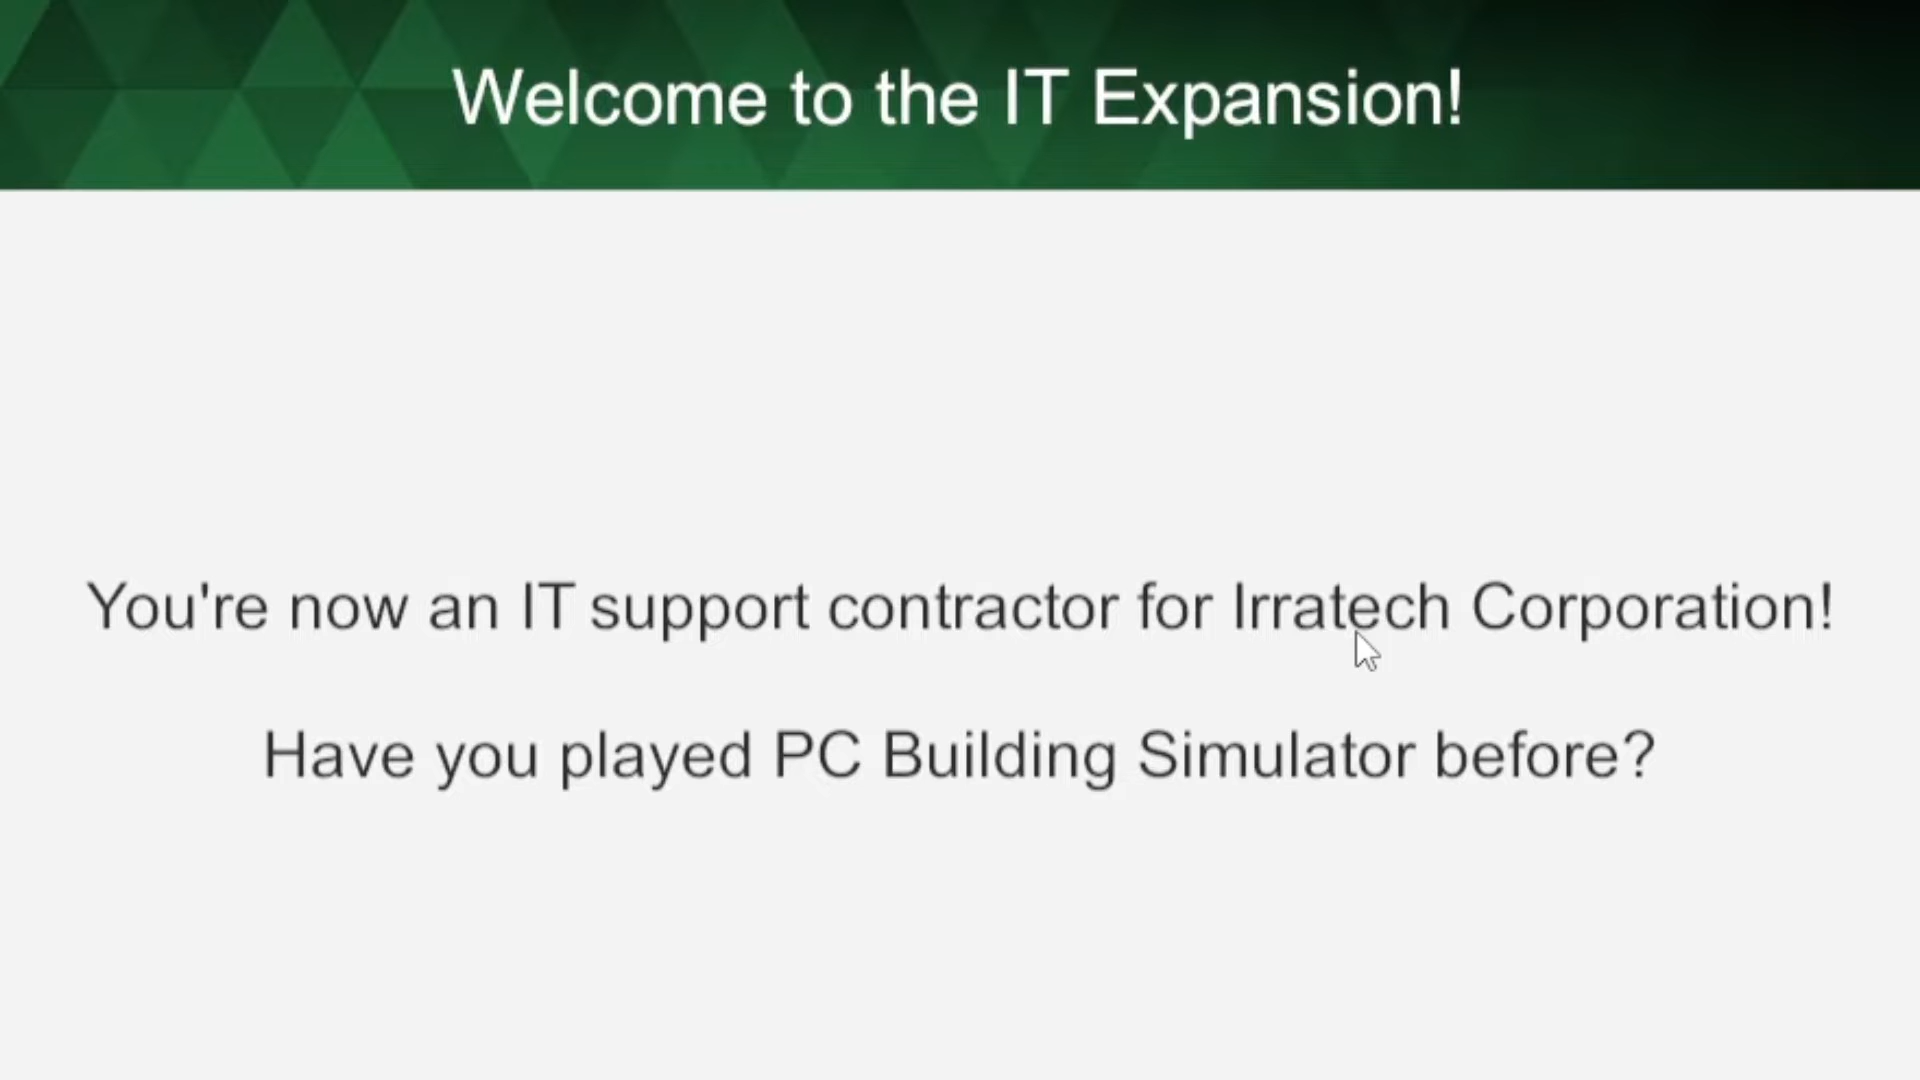 Welcome to the IT Expansion!
You're now an IT support contractor for Irratech Corporation!
Have you played PC Building Simulator before?